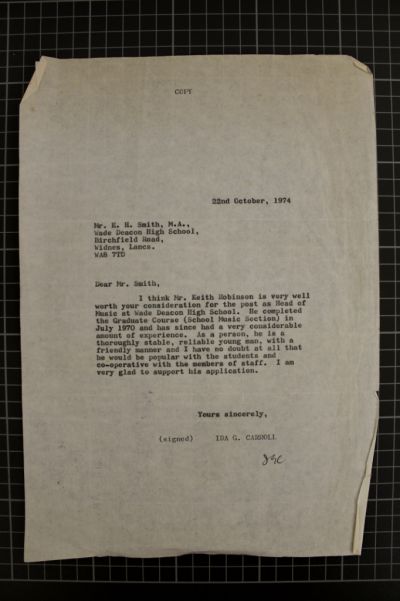 COPY
22nd October, 1974
Mr. E. H. Smith, M.A.,
Wade Deacon High School,
Birchfield Road,
Widnes, Lancs.
WA8 7TD
Dear Mr. Smith,
I think Mr. Keith Robinson is very well
worth your consideration for the post as Head of
Music at Wade Deacon High School. He completed
the Graduate Course (School Music Section) in
July 1970 and has since had a very considerable
amount of experience. As a person, he is a
thoroughly stable, reliable young man, with a
friendly manner and I have no doubt at all that
he would be popular with the students and
co-operative with the members of staff. I am
very glad to support his application.
Yours sincerely,
(signed) IDA G. CARROLL
IGC